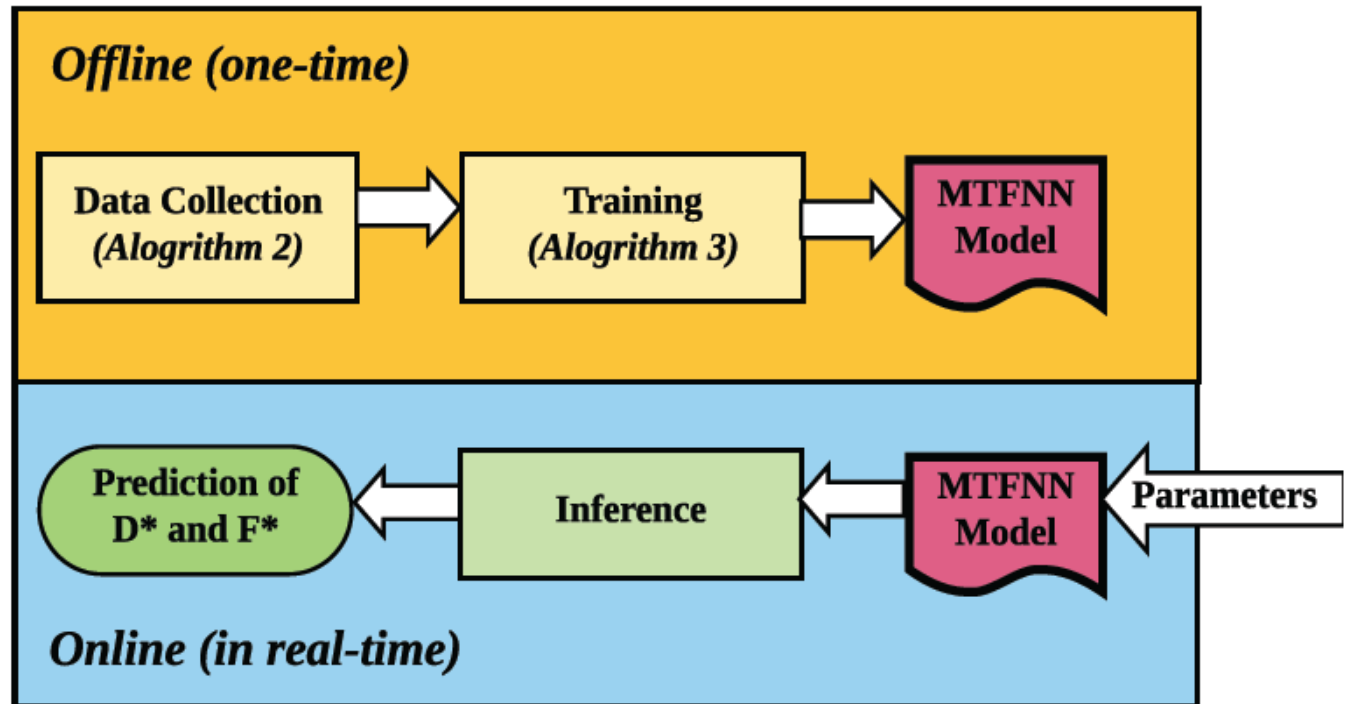 Offline (one-time)
Data Collection
(Alogrithm 2)
Training
(Alogrithm 3)
MTFNN
Model
Prediction of
D* and F*
Inference
MTFNN
Model
Parameters
Online (in real-time)